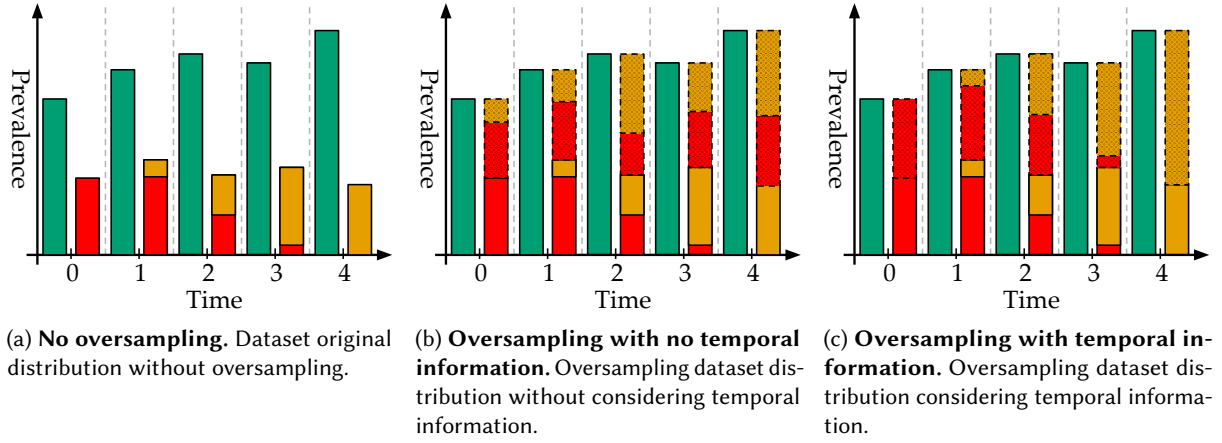 Prevalence
0 1 2 3 4
Time
(a) No oversampling. Dataset original
distribution without oversampling.
Prevalence
0 1 2 3 4
Time
(b) Oversampling with no temporal
information. Oversampling dataset dis-
tribution without considering temporal
information.
Prevalence
0 1 2 3 4
Time
(c) Oversampling with temporal in-
formation. Oversampling dataset dis-
tribution considering temporal informa-
tion.